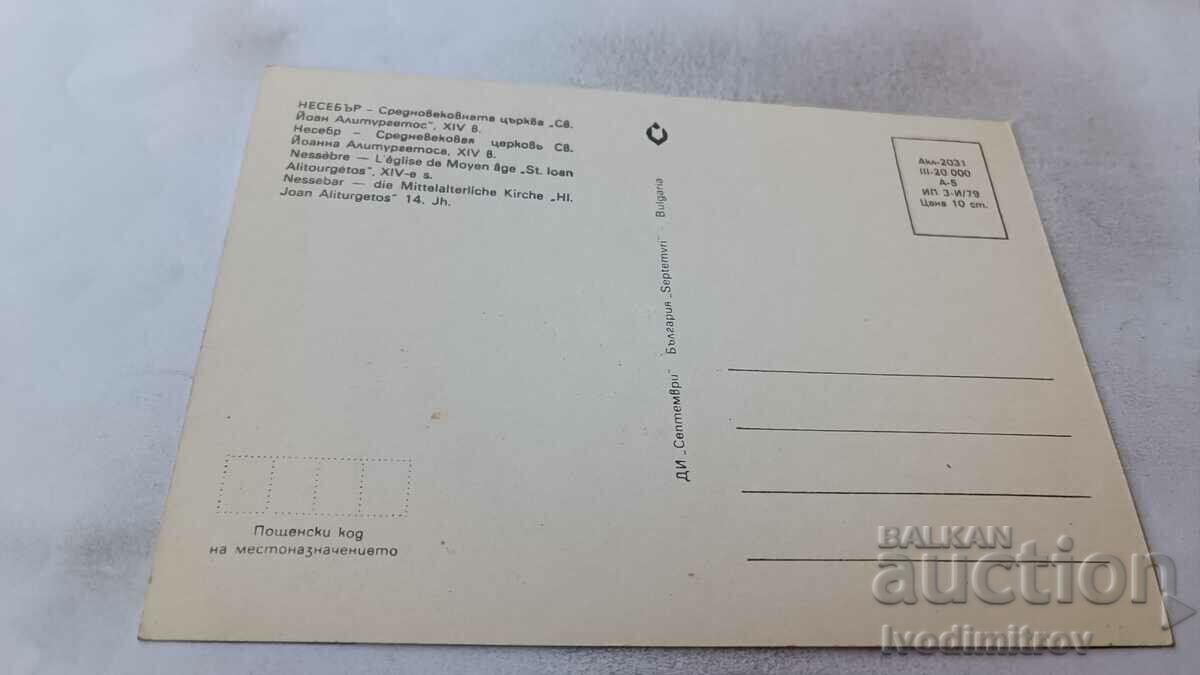 НЕСЕБЪР – Средновековната църква „Св.
Йоан Алитургетос", XIV в.
Несебр – Средневековая церковь Св.
Йоанна Алитургетоса, XIV в.
Nessèbre — L'église de Moyen âge „St. Ioan
Alitourgetos", XIV-e s.
Nessebar — die Mittelalterliche Kirche „Hl.
Joan Aliturgetos" 14. Jh.
Пощенски код
на местоназначението
ДИ „Септември" България „Septemvri" - Bulgaria
Акл-2031
III-20 000
А-5
ИП 3-И/79
Цена 10 ст.
BALKAN
auction
Ivodimitrov